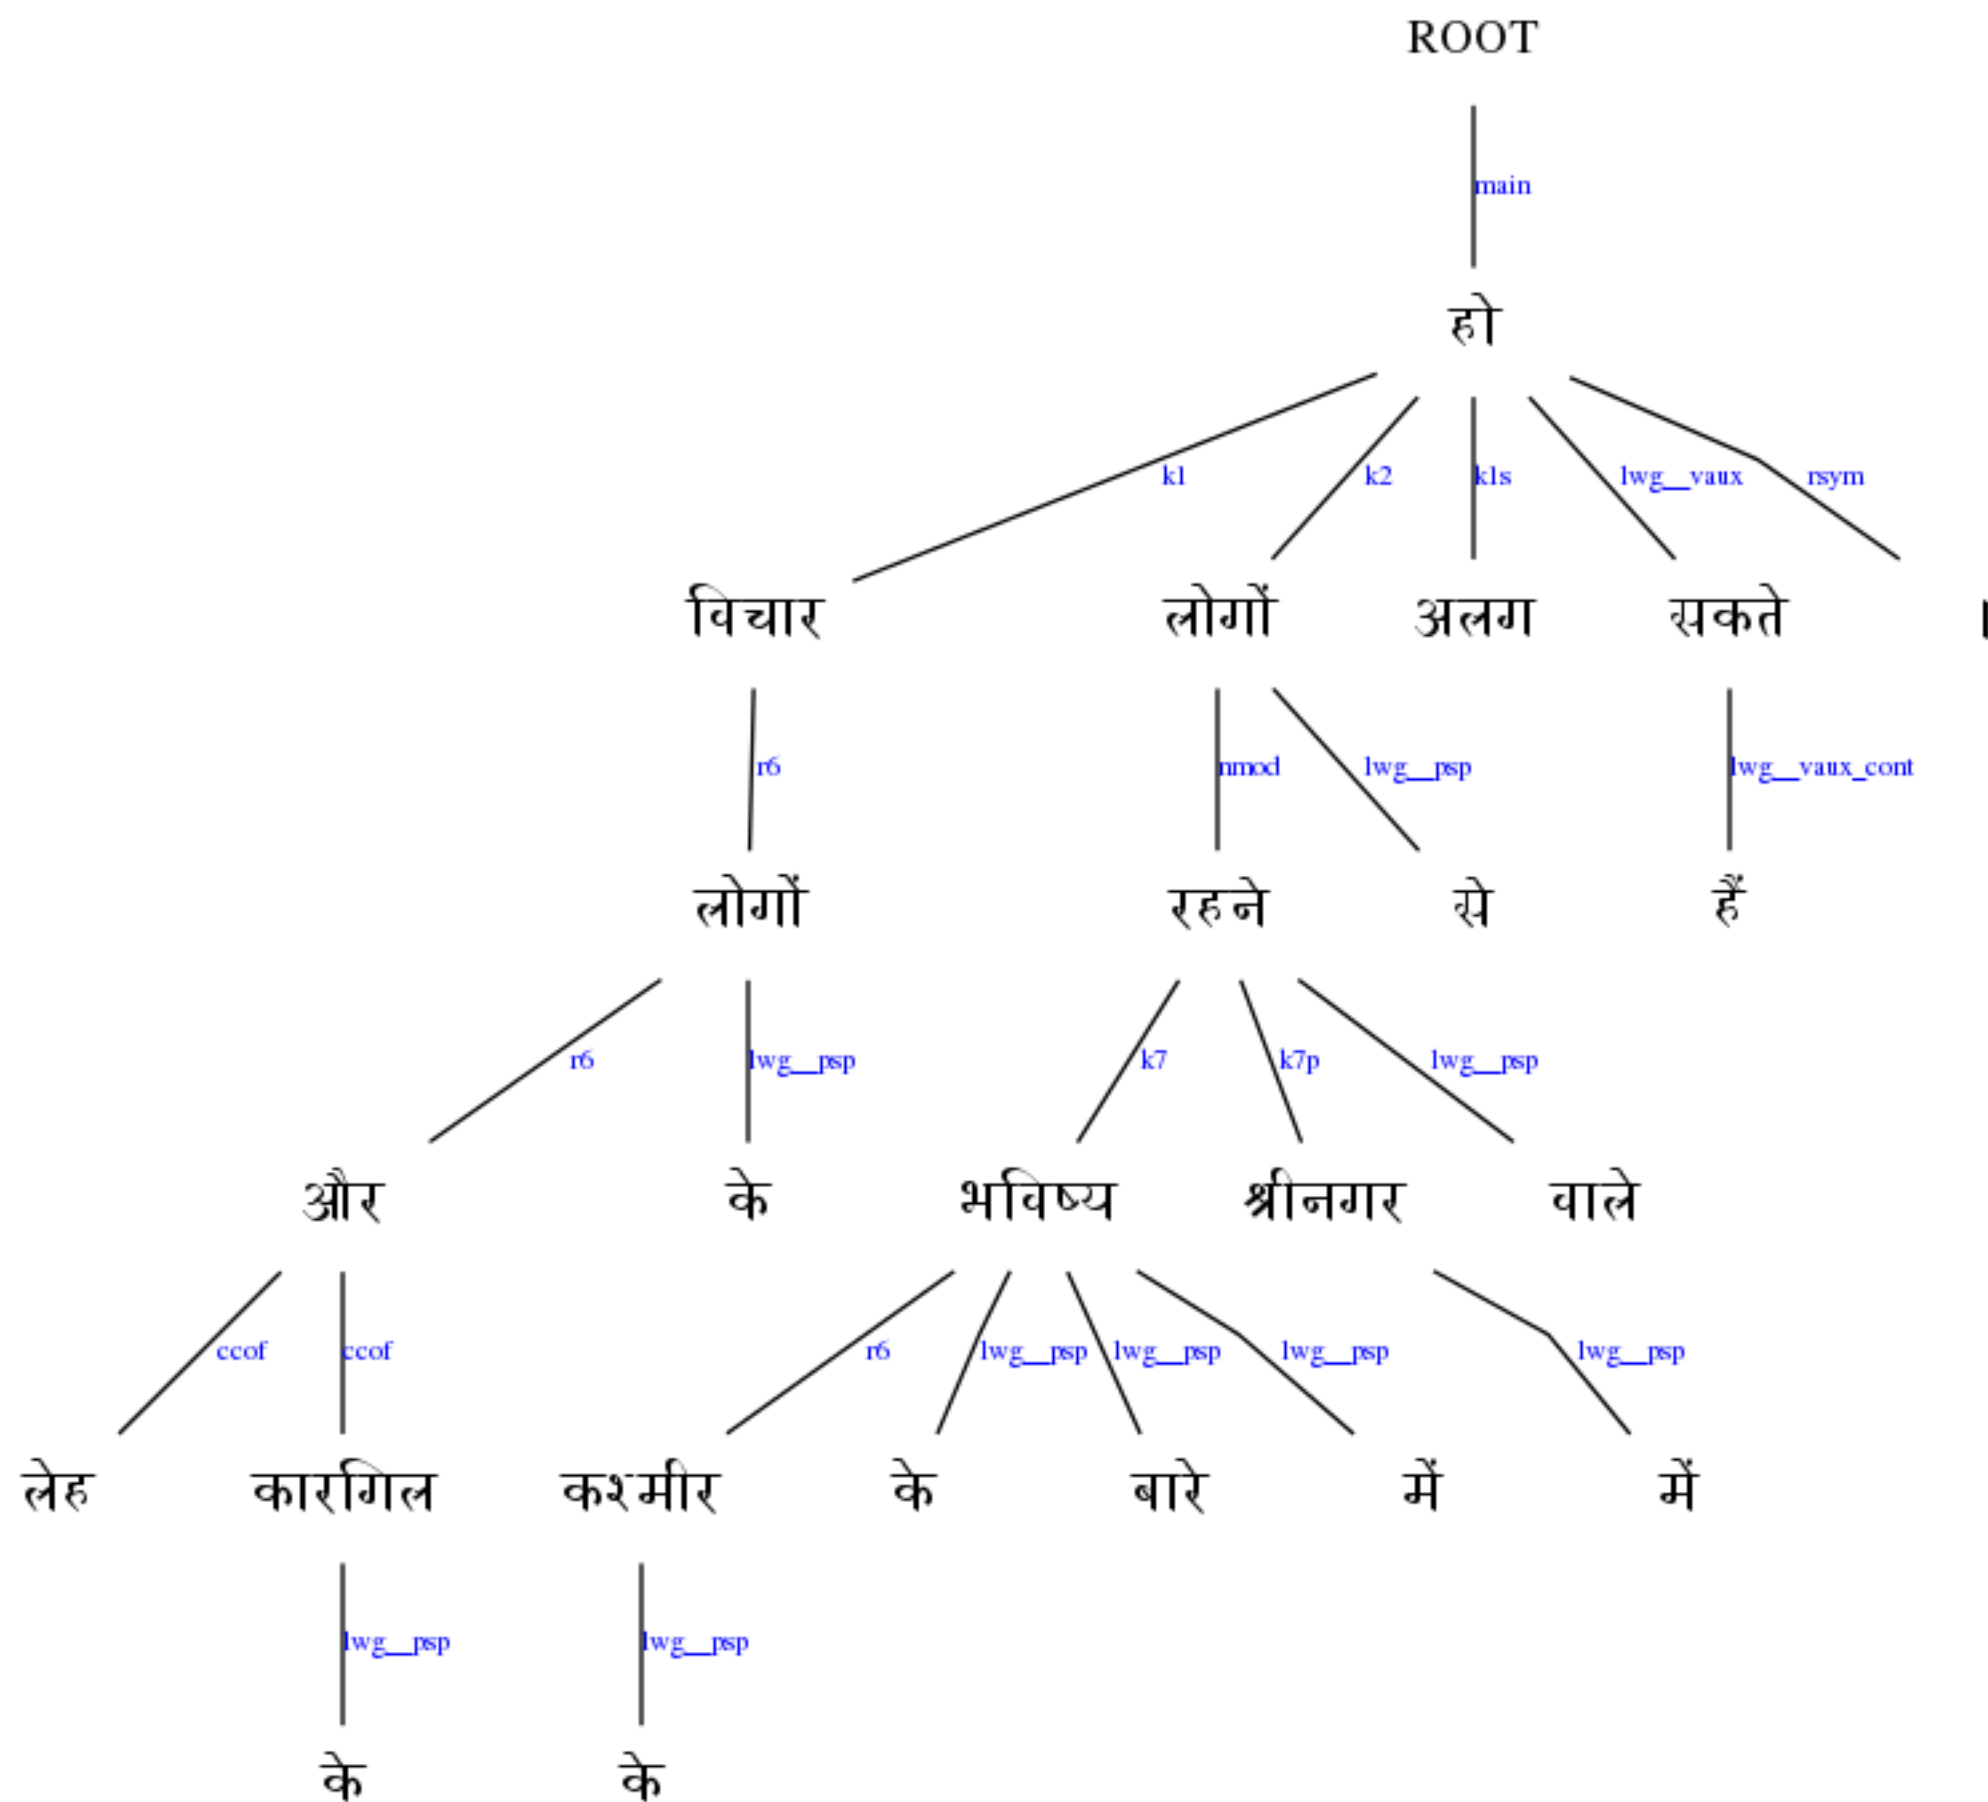 ROOT
main
हो
k1 k2 k1s lwg__vaux rsym
विचार लोगों अलग सकते ।
r6 nmod lwg__psp lwg__vaux_cont
लोगों रहने से हैं
r6 lwg__psp k7 k7p lwg__psp
और के भविष्य श्रीनगर वाले
ccof ccof r6 lwg__psp lwg__psp lwg__psp lwg__psp
लेह कारगिल कश्मीर के बारे में में
lwg__psp lwg__psp
के के